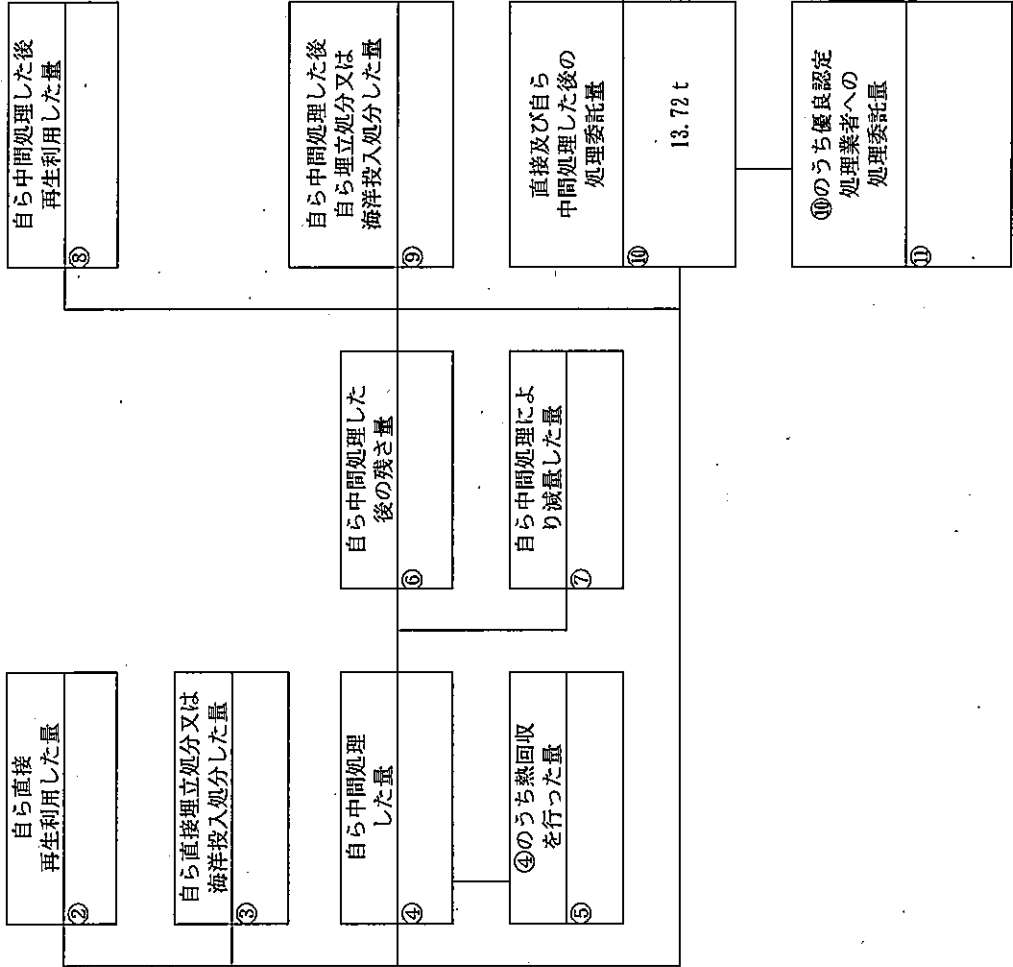 自ら直接
再生利用した量
②
自ら直接埋立処分又は
海洋投入処分した量
③
自ら中間処理
した量
④
④のうち熱回収
を行った量
⑤
自ら中間処理した
後の残さ量
⑥
自ら中間処理によ
り減量した量
⑦
自ら中間処理した後
再生利用した量
⑧
自ら中間処理した後
自ら埋立処分又は
海洋投入処分した量
⑨
直接及び自ら
中間処理した後の
処理委託量
⑩
13.72 t
⑩のうち優良認定
処理業者への
処理委託量
⑪